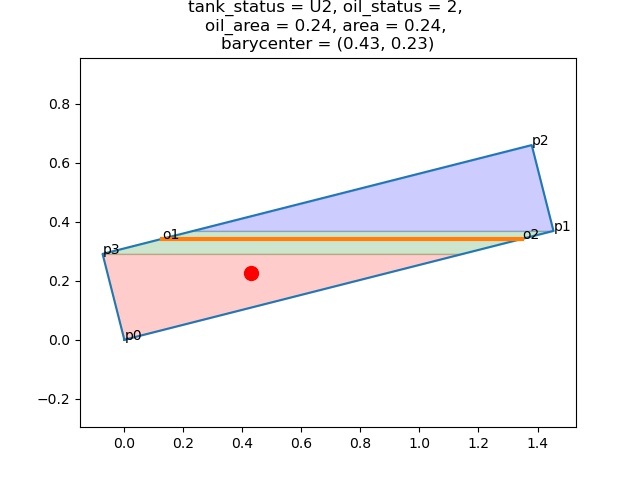 tank_status = U2, oil_status = 2,
oil_area = 0.24, area = 0.24,
barycenter = (0.43, 0.23)
0.8
0.6
0.4
0.2
0.0
−0.2
p2
p1
o1
o2
p3
p0
0.0 0.2 0.4 0.6 0.8 1.0 1.2 1.4